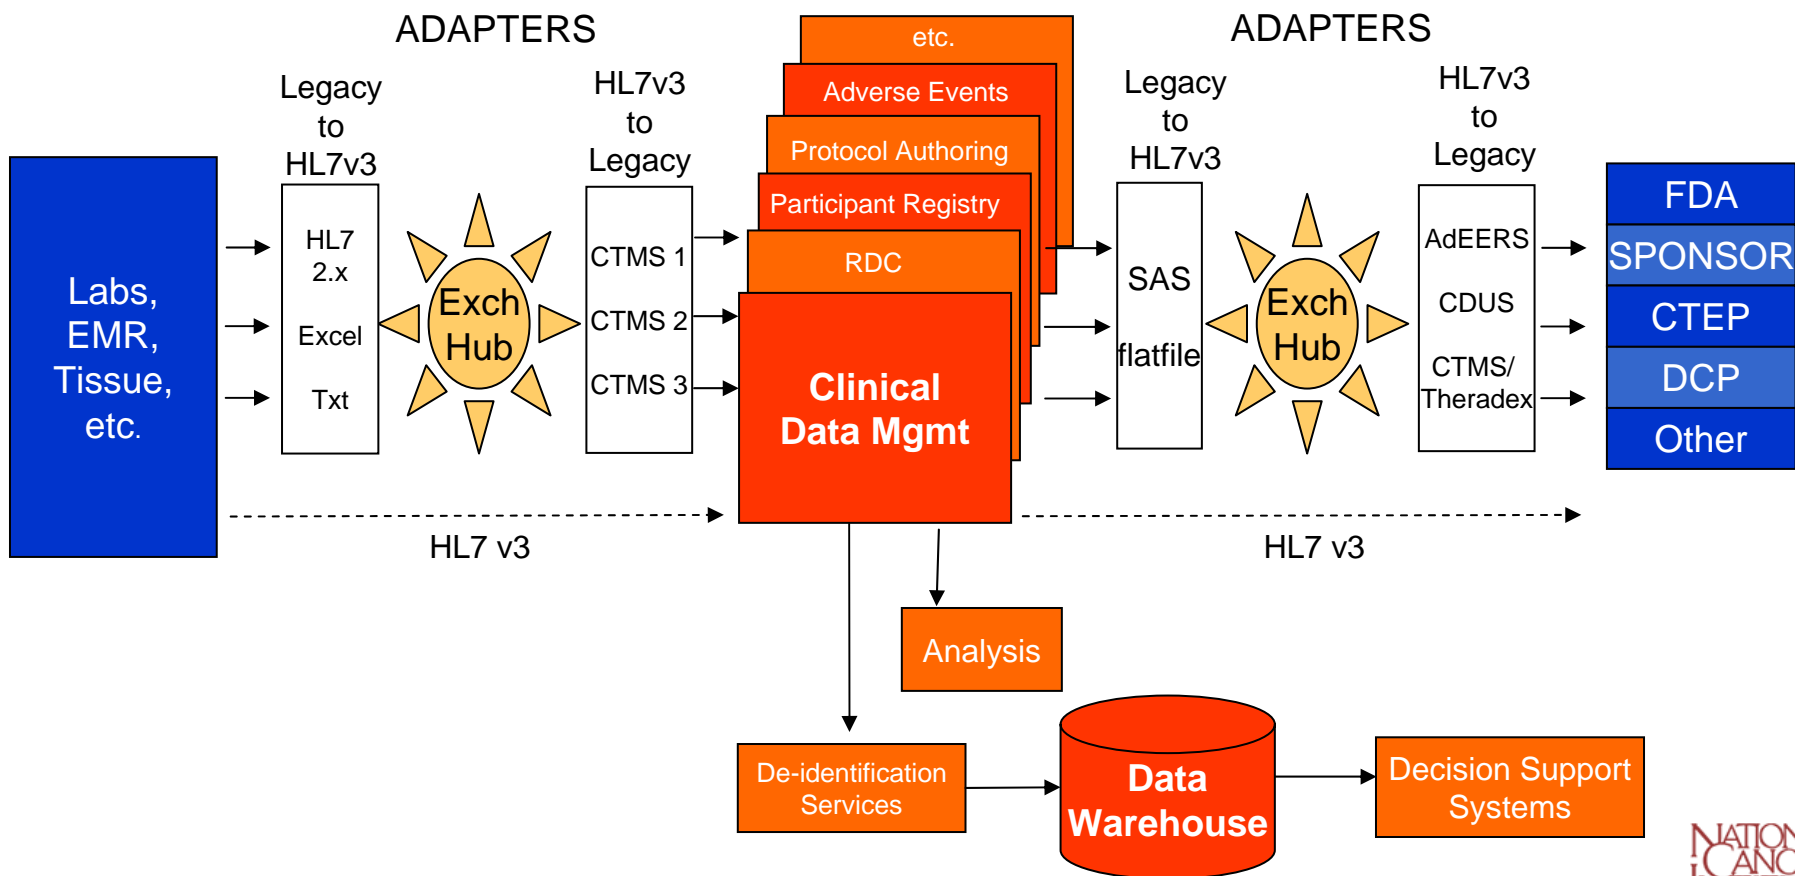 ADAPTERS
Legacy
to
HL7v3
HL7v3
to
Legacy
Labs,
EMR,
Tissue,
etc.
HL7
2.x
Excel
Txt
Exch
Hub
CTMS 1
CTMS 2
CTMS 3
HL7 v3
etc.
Adverse Events
Protocol Authoring
Participant Registry
RDC
Clinical
Data Mgmt
ADAPTERS
Legacy
to
HL7v3
HL7v3
to
Legacy
SAS
flatfile
Exch
Hub
AdEERS
CDUS
CTMS/
Theradex
FDA
SPONSOR
CTEP
DCP
Other
HL7 v3
Analysis
De-identification
Services
Data
Warehouse
Decision Support
Systems
NATION
CANC